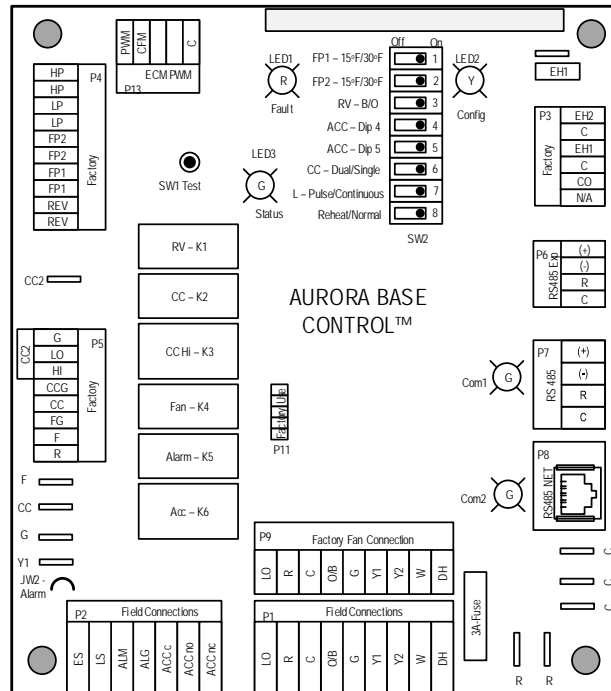 PWM
CFM
C
ECM PWM
P13
P4
HP
HP
LP
LP
FP2
FP2
FP1
FP1
REV
REV
Factory
SW1 Test
LED1
R
Fault
LED3
G
Status
Off
On
FP1 – 15°F/30°F
1
FP2 – 15°F/30°F
2
RV – B/O
3
ACC – Dip 4
4
ACC – Dip 5
5
CC – Dual/Single
6
L – Pulse/Continuous
7
Reheat/Normal
8
SW2
LED2
Y
Config
EH1
P3
Factory
EH2
C
EH1
C
CO
N/A
RV – K1
CC – K2
CC Hi – K3
Fan – K4
Alarm – K5
Acc – K6
AURORA BASE
CONTROL™
P6
RS485 Exp
(+)
(-)
R
C
P7
RS 485
(+)
(-)
R
C
P8
RS485 NET
Com1
G
Com2
G
CC2
CC2
P5
G
LO
HI
CCG
CC
FG
F
R
Factory
Factory Use
P11
F
CC
G
Y1
JW2 -
Alarm
P9
Factory Fan Connection
LO
R
C
O/B
G
Y1
Y2
W
DH
P2
Field Connections
ES
LS
ALM
ALG
ACC c
ACC no
ACC nc
P1
Field Connections
LO
R
C
O/B
G
Y1
Y2
W
DH
3A-Fuse
C
C
C
R
R